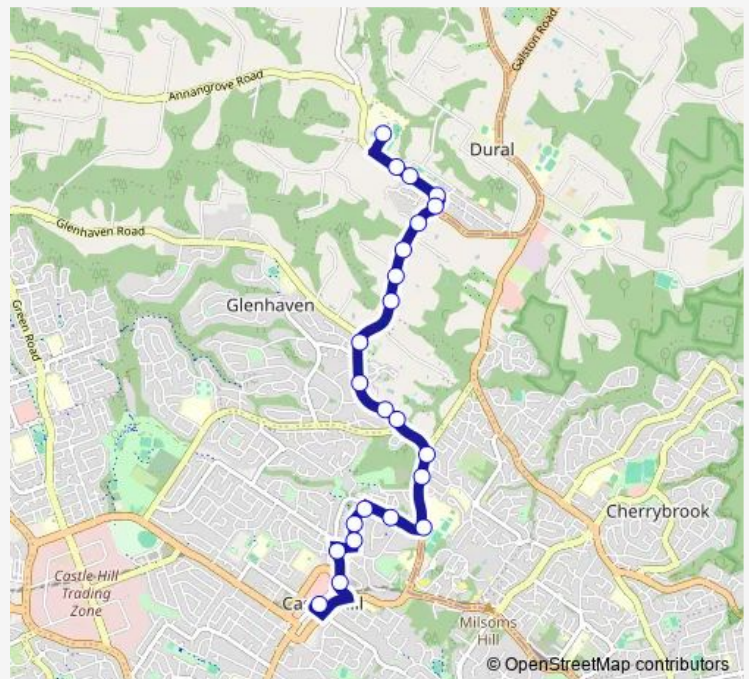 Galston Road
Annangrove Road
Dural
Glenhaven Road
Glenhaven
Green Road
Cherrybrook
Castle Hill
Trading
Zone
Milsoms
Hill
© OpenStreetMap contributors